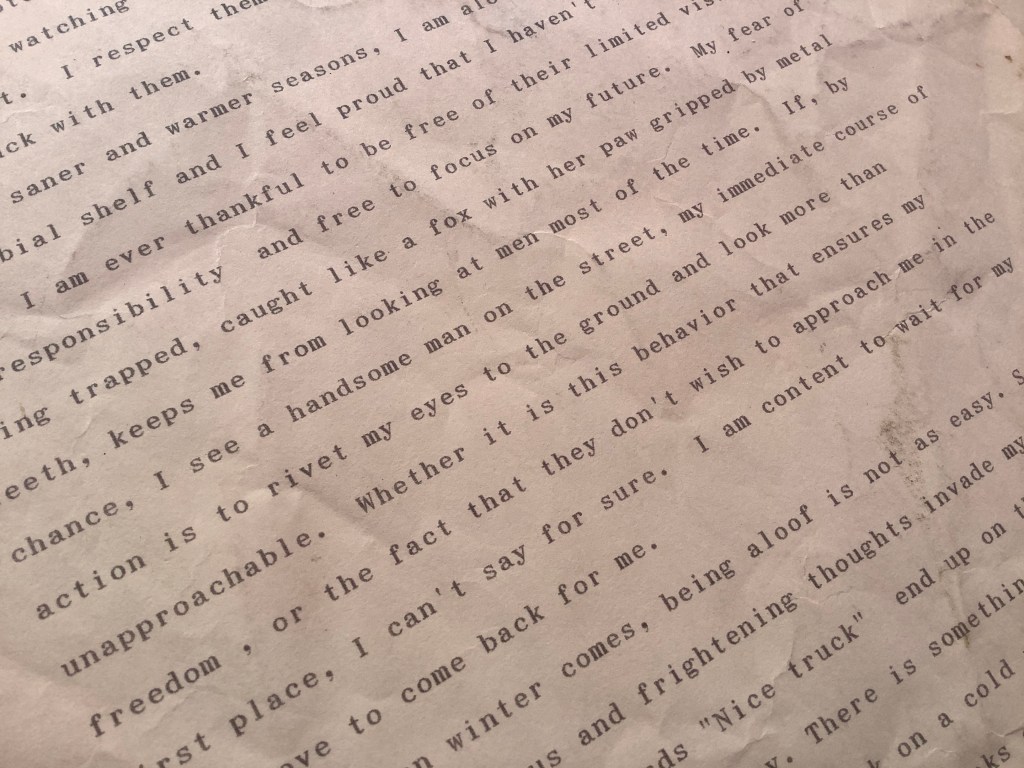 watching
t. I respect them
ck with them.
saner and warmer seasons, I am alo
bial shelf and I feel proud that I haven't
I am ever thankful to be free of their limited vis
responsibility and free to focus on my future. My fear of
ing trapped, caught like a fox with her paw gripped by metal
eeth, keeps me from looking at men most of the time. If, by
chance, I see a handsome man on the street, my immediate course of
action is to rivet my eyes to the ground and look more than
unapproachable. Whether it is this behavior that ensures my
freedom , or the fact that they don't wish to approach me in the
irst place, I can't say for sure. I am content to wait for my
ove to come back for me.
n winter comes, being aloof is not as easy. S
us and frightening thoughts invade my
nds "Nice truck" end up on t
y. There is somethin
k on a cold
ks